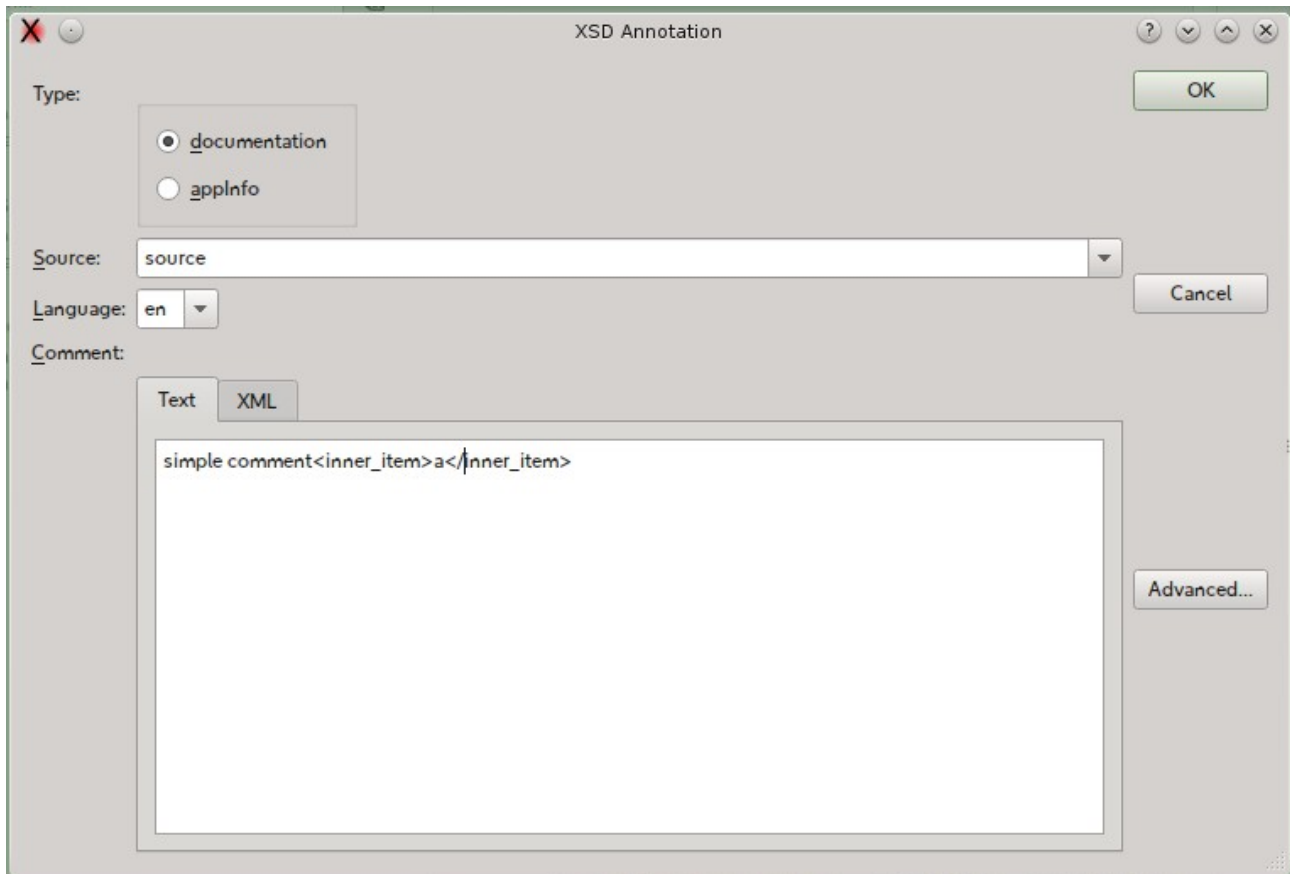 XSD Annotation
Type:
OK
documentation
appInfo
Source:
source
Language:
en
Cancel
Comment:
Text
XML
simple comment<inner_item>a</inner_item>
Advanced...